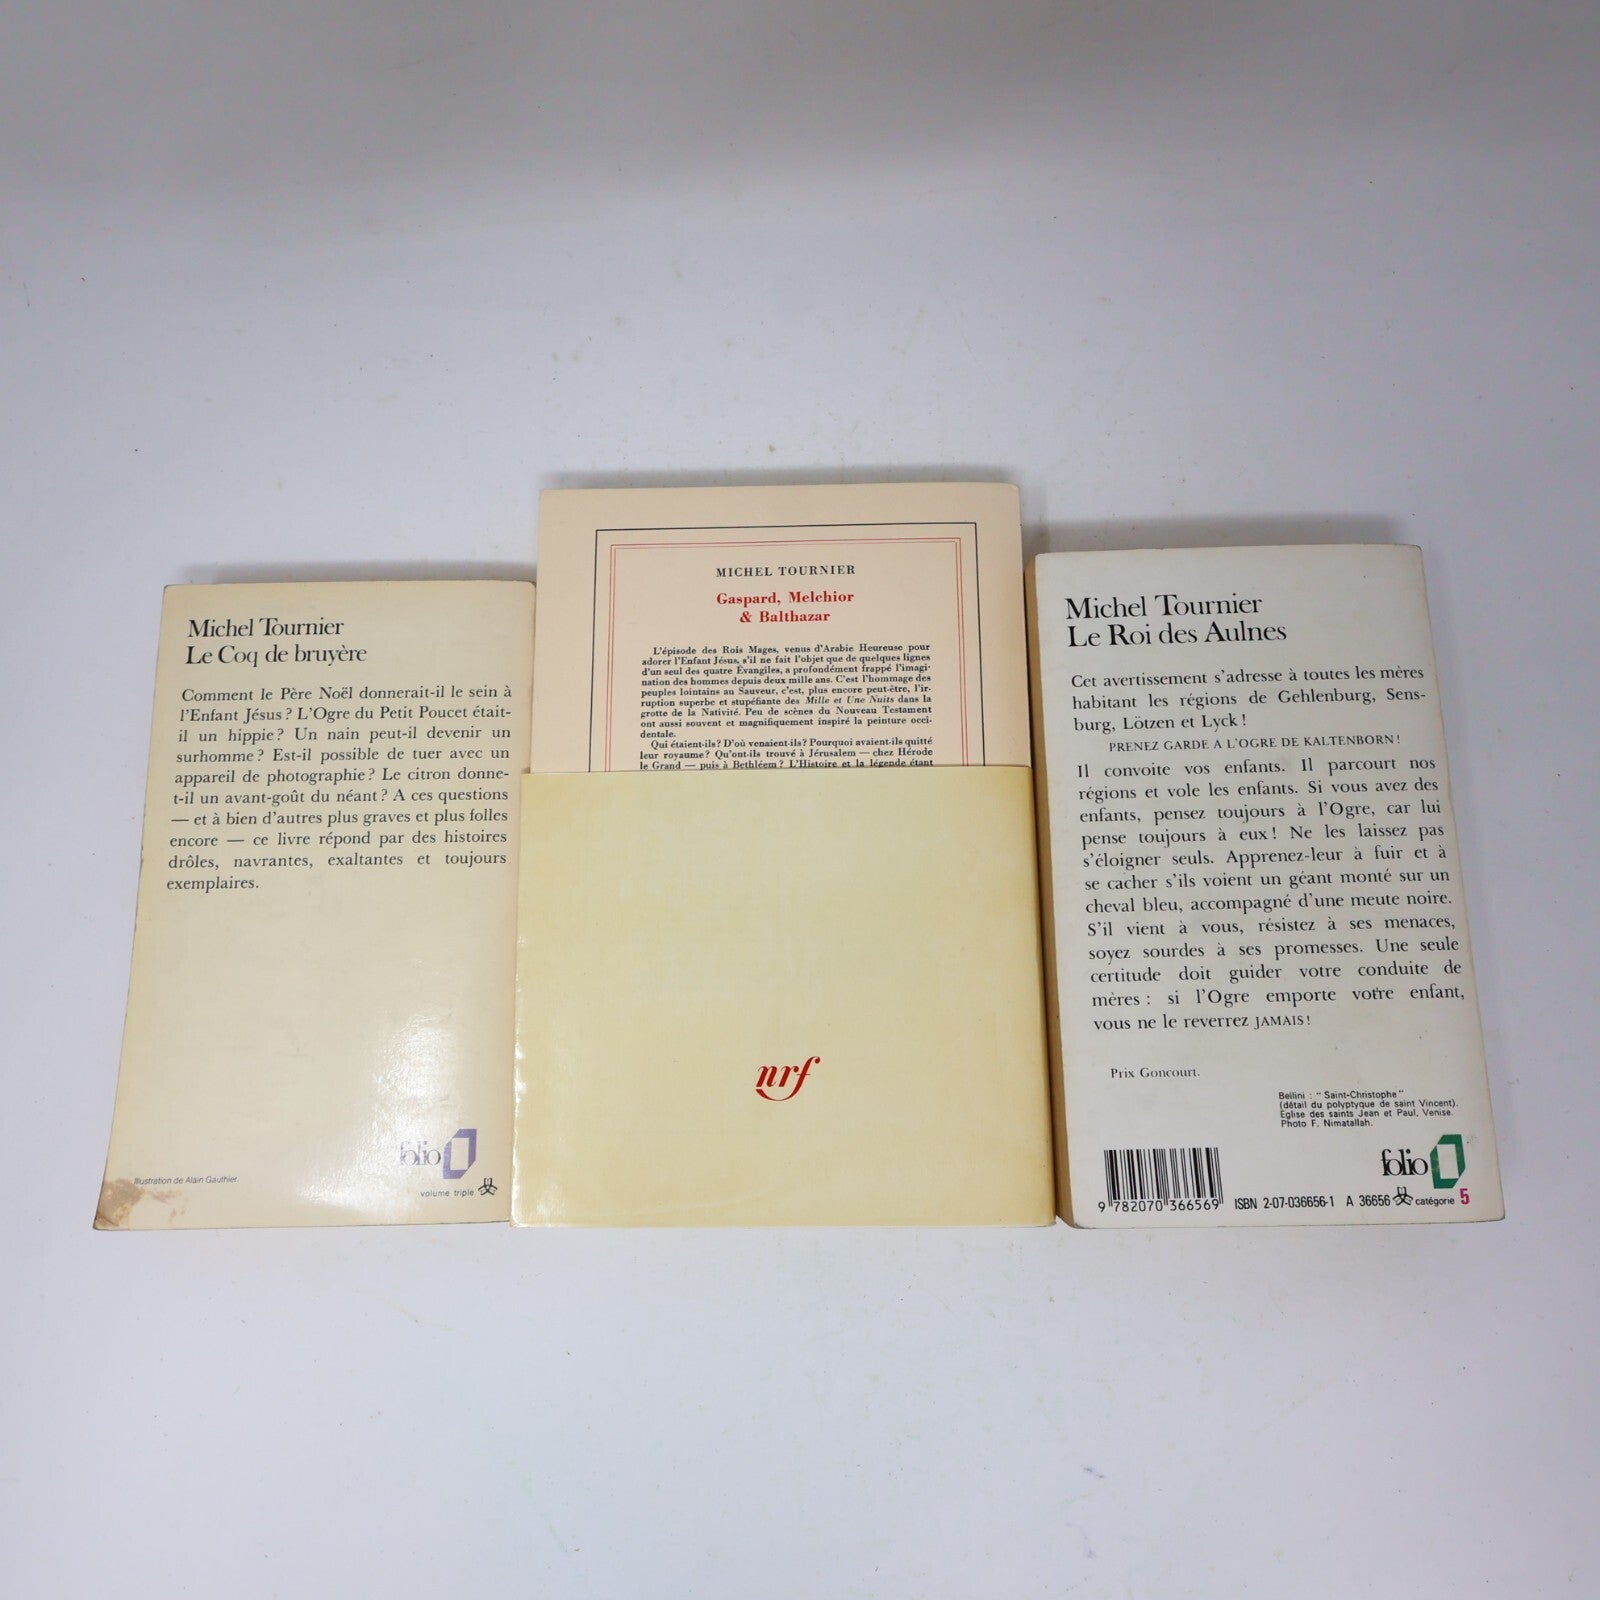 Michel Tournier
Le Coq de bruyère
Comment le Père Noël donnerait-il le sein à
l'Enfant Jésus ? L'Ogre du Petit Poucet était-
il un hippie ? Un nain peut-il devenir un
surhomme ? Est-il possible de tuer avec un
appareil de photographie ? Le citron donne-
t-il un avant-goût du néant ? A ces questions
— et à bien d'autres plus graves et plus folles
encore — ce livre répond par des histoires
drôles, navrantes, exaltantes et toujours
exemplaires.
folio
Illustration de Alain Gauthier.
volume triple
MICHEL TOURNIER
Gaspard, Melchior
& Balthazar
L'épisode des Rois Mages, venus d'Arabie Heureuse pour
adorer l'Enfant Jésus, s'il ne fait l'objet que de quelques lignes
d'un seul des quatre Évangiles, a profondément frappé l'imagi-
nation des hommes depuis deux mille ans. C'est l'hommage des
peuples lointains au Sauveur, c'est, plus encore peut-être, l'ir-
ruption superbe et stupéfiante des Mille et Une Nuits dans la
grotte de la Nativité. Peu de scènes du Nouveau Testament
ont aussi souvent et magnifiquement inspiré la peinture occi-
dentale.
Qui étaient-ils? D'où venaient-ils? Pourquoi avaient-ils quitté
leur royaume? Qu'ont-ils trouvé à Jérusalem — chez Hérode
le Grand — puis à Bethléem? L'Histoire et la légende étant
nrf
Michel Tournier
Le Roi des Aulnes
Cet avertissement s'adresse à toutes les mères
habitant les régions de Gehlenburg, Sens-
burg, Lötzen et Lyck !
PRENEZ GARDE A L'OGRE DE KALTENBORN !
Il convoite vos enfants. Il parcourt nos
régions et vole les enfants. Si vous avez des
enfants, pensez toujours à l'Ogre, car lui
pense toujours à eux ! Ne les laissez pas
s'éloigner seuls. Apprenez-leur à fuir et à
se cacher s'ils voient un géant monté sur un
cheval bleu, accompagné d'une meute noire.
S'il vient à vous, résistez à ses menaces,
soyez sourdes à ses promesses. Une seule
certitude doit guider votre conduite de
mères : si l'Ogre emporte votre enfant,
vous ne le reverrez JAMAIS !
Prix Goncourt.
Bellini : "Saint-Christophe"
(détail du polyptyque de saint Vincent).
Église des saints Jean et Paul, Venise.
Photo F. Nimatallah.
folio
9 782070 366569 ISBN 2-07-036656-1 A 36656 catégorie 5